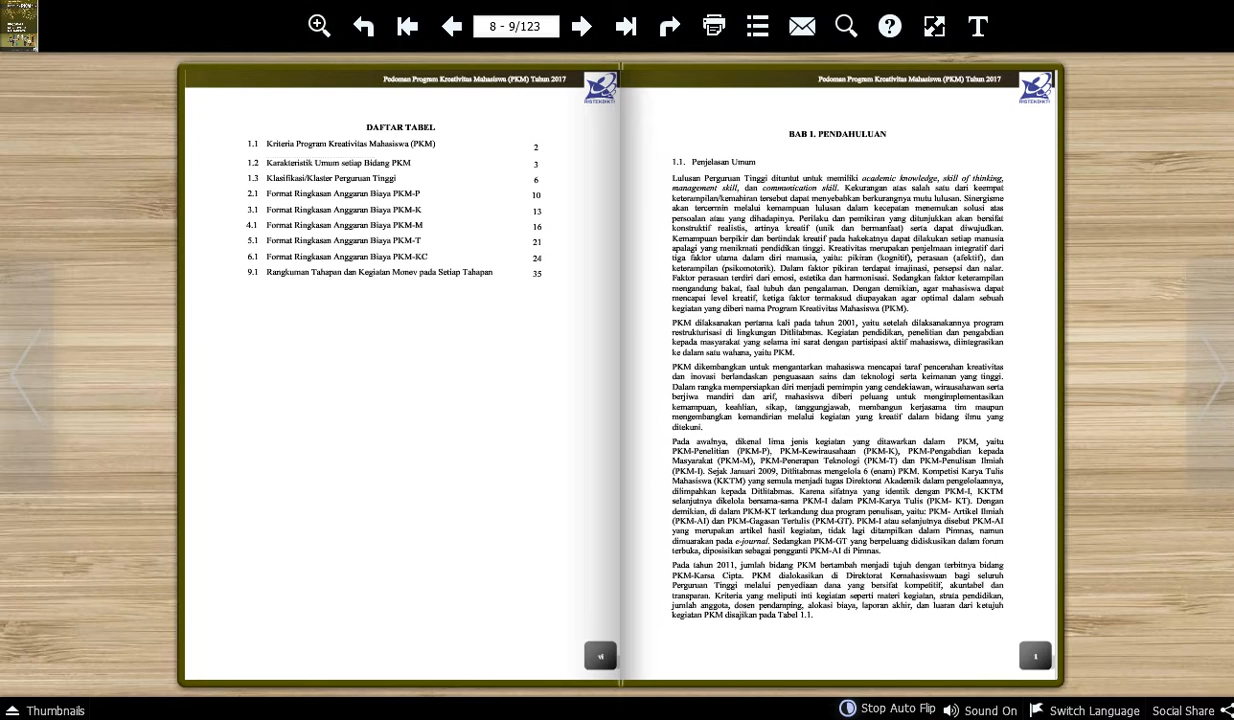 8 - 9/123
Pedoman Program Kreativitas Mahasiswa (PKM) Tahun 2017
RISTEKDIKTI
DAFTAR TABEL
1.1 Kriteria Program Kreativitas Mahasiswa (PKM) 2
1.2 Karakteristik Umum setiap Bidang PKM 3
1.3 Klasifikasi/Klaster Perguruan Tinggi 6
2.1 Format Ringkasan Anggaran Biaya PKM-P 10
3.1 Format Ringkasan Anggaran Biaya PKM-K 13
4.1 Format Ringkasan Anggaran Biaya PKM-M 16
5.1 Format Ringkasan Anggaran Biaya PKM-T 21
6.1 Format Ringkasan Anggaran Biaya PKM-KC 24
9.1 Rangkuman Tahapan dan Kegiatan Monev pada Setiap Tahapan 35
vi
Pedoman Program Kreativitas Mahasiswa (PKM) Tahun 2017
RISTEKDIKTI
BAB 1. PENDAHULUAN
1.1. Penjelasan Umum
Lulusan Perguruan Tinggi dituntut untuk memiliki academic knowledge, skill of thinking,
management skill, dan communication skill. Kekurangan atas salah satu dari keempat
keterampilan/kemahiran tersebut dapat menyebabkan berkurangnya mutu lulusan. Sinergisme
akan tercermin melalui kemampuan lulusan dalam kecepatan menemukan solusi atas
persoalan atau yang dihadapinya. Perilaku dan pemikiran yang ditunjukkan akan bersifat
konstruktif realistis, artinya kreatif (unik dan bermanfaat) serta dapat diwujudkan.
Kemampuan berpikir dan bertindak kreatif pada hakekatnya dapat dilakukan setiap manusia
apalagi yang menikmati pendidikan tinggi. Kreativitas merupakan penjelmaan integratif dari
tiga faktor utama dalam diri manusia, yaitu: pikiran (kognitif), perasaan (afektif), dan
keterampilan (psikomotorik). Dalam faktor pikiran terdapat imajinasi, persepsi dan nalar.
Faktor perasaan terdiri dari emosi, estetika dan harmonisasi. Sedangkan faktor keterampilan
mengandung bakat, faal tubuh dan pengalaman. Dengan demikian, agar mahasiswa dapat
mencapai level kreatif, ketiga faktor termaksud diupayakan agar optimal dalam sebuah
kegiatan yang diberi nama Program Kreativitas Mahasiswa (PKM).
PKM dilaksanakan pertama kali pada tahun 2001, yaitu setelah dilaksanakannya program
restrukturisasi di lingkungan Ditlitabmas. Kegiatan pendidikan, penelitian dan pengabdian
kepada masyarakat yang selama ini sarat dengan partisipasi aktif mahasiswa, diintegrasikan
ke dalam satu wahana, yaitu PKM.
PKM dikembangkan untuk mengantarkan mahasiswa mencapai taraf pencerahan kreativitas
dan inovasi berlandaskan penguasaan sains dan teknologi serta keimanan yang tinggi.
Dalam rangka mempersiapkan diri menjadi pemimpin yang cendekiawan, wirausahawan serta
berjiwa mandiri dan arif, mahasiswa diberi peluang untuk mengimplementasikan
kemampuan, keahlian, sikap, tanggungjawab, membangun kerjasama tim maupun
mengembangkan kemandirian melalui kegiatan yang kreatif dalam bidang ilmu yang
ditekuni.
Pada awalnya, dikenal lima jenis kegiatan yang ditawarkan dalam PKM, yaitu
PKM-Penelitian (PKM-P), PKM-Kewirausahaan (PKM-K), PKM-Pengabdian kepada
Masyarakat (PKM-M), PKM-Penerapan Teknologi (PKM-T) dan PKM-Penulisan Ilmiah
(PKM-I). Sejak Januari 2009, Ditlitabmas mengelola 6 (enam) PKM. Kompetisi Karya Tulis
Mahasiswa (KKTM) yang semula menjadi tugas Direktorat Akademik dalam pengelolaannya,
dilimpahkan kepada Ditlitabmas. Karena sifatnya yang identik dengan PKM-I, KKTM
selanjutnya dikelola bersama-sama PKM-I dalam PKM-Karya Tulis (PKM- KT). Dengan
demikian, di dalam PKM-KT terkandung dua program penulisan, yaitu: PKM- Artikel Ilmiah
(PKM-AI) dan PKM-Gagasan Tertulis (PKM-GT). PKM-I atau selanjutnya disebut PKM-AI
yang merupakan artikel hasil kegiatan, tidak lagi ditampilkan dalam Pimnas, namun
dimuarakan pada e-journal. Sedangkan PKM-GT yang berpeluang didiskusikan dalam forum
terbuka, diposisikan sebagai pengganti PKM-AI di Pimnas.
Pada tahun 2011, jumlah bidang PKM bertambah menjadi tujuh dengan terbitnya bidang
PKM-Karsa Cipta. PKM dialokasikan di Direktorat Kemahasiswaan bagi seluruh
Perguruan Tinggi melalui penyediaan dana yang bersifat kompetitif, akuntabel dan
transparan. Kriteria yang meliputi inti kegiatan seperti materi kegiatan, strata pendidikan,
jumlah anggota, dosen pendamping, alokasi biaya, laporan akhir, dan luaran dari ketujuh
kegiatan PKM disajikan pada Tabel 1.1.
1
Thumbnails
Stop Auto Flip
Sound On
Switch Language
Social Share